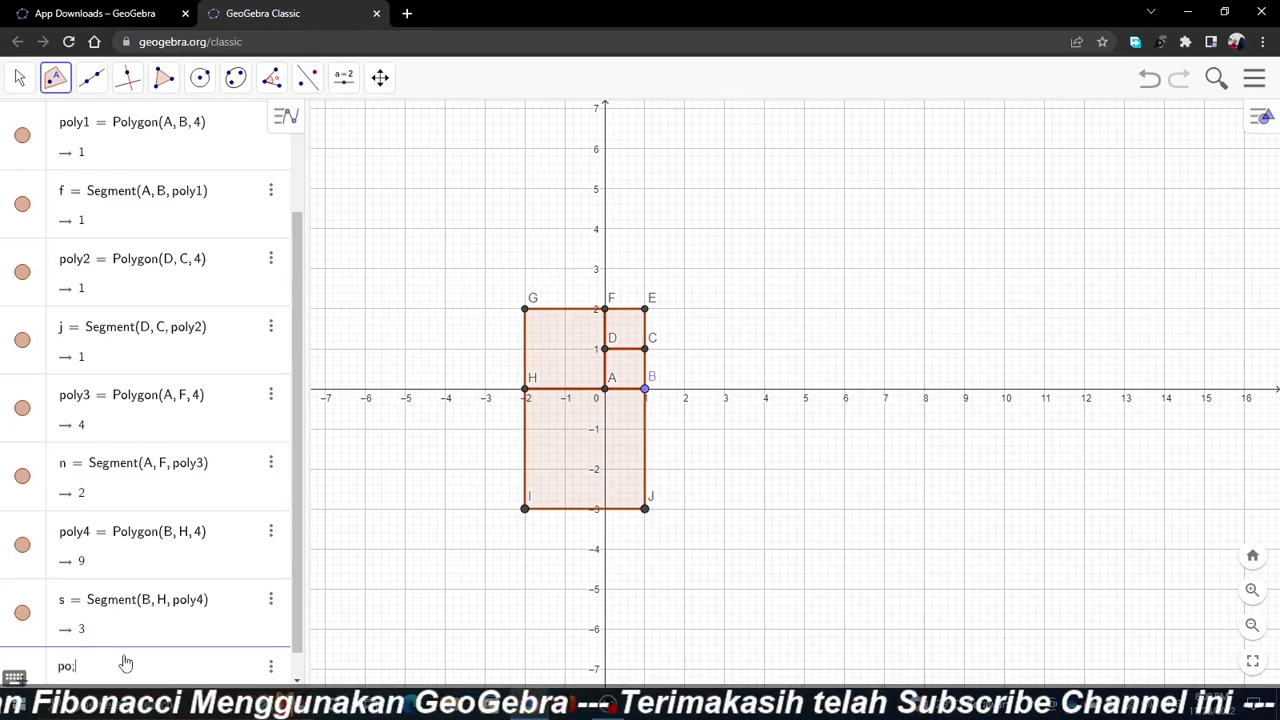 App Downloads – GeoGebra
GeoGebra Classic
geogebra.org/classic
a=2
poly1 = Polygon(A, B, 4)
→ 1
f = Segment(A, B, poly1)
→ 1
poly2 = Polygon(D, C, 4)
→ 1
j = Segment(D, C, poly2)
→ 1
poly3 = Polygon(A, F, 4)
→ 4
n = Segment(A, F, poly3)
→ 2
poly4 = Polygon(B, H, 4)
→ 9
s = Segment(B, H, poly4)
→ 3
po;
7
6
5
4
3
G F 2 E
D 1 C
H A B
-7 -6 -5 -4 -3 -2 -1 0 1 2 3 4 5 6 7 8 9 10 11 12 13 14 15 16
-1
-2
I J
-3
-4
-5
-6
-7
an Fibonacci Menggunakan GeoGebra --- Terimakasih telah Subscribe Channel ini ---